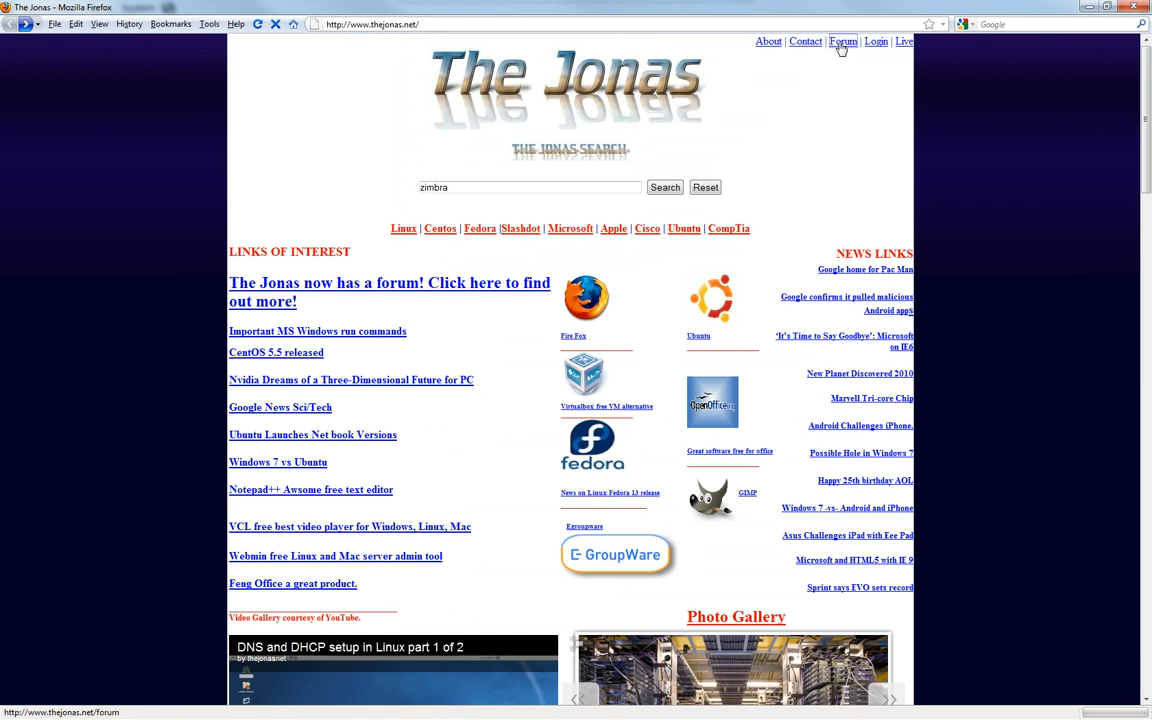 The Jonas - Mozilla Firefox
File Edit View History Bookmarks Tools Help
http://www.thejonas.net/
Google
About | Contact | Forum | Login | Live
The Jonas
THE JONAS SEARCH
zimbra
Search Reset
Linux | Centos | Fedora |Slashdot | Microsoft | Apple | Cisco | Ubuntu | CompTia
LINKS OF INTEREST
The Jonas now has a forum! Click here to find
out more!
Important MS Windows run commands
CentOS 5.5 released
Nvidia Dreams of a Three-Dimensional Future for PC
Google News Sci/Tech
Ubuntu Launches Net book Versions
Windows 7 vs Ubuntu
Notepad++ Awsome free text editor
VCL free best video player for Windows, Linux, Mac
Webmin free Linux and Mac server admin tool
Feng Office a great product.
Video Gallery courtesy of YouTube.
DNS and DHCP setup in Linux part 1 of 2
by thejonasnet
Fire Fox
Ubuntu
Virtualbox free VM alternative
OpenOffice.org
Great software free for office
fedora
News on Linux Fedora 13 release
GIMP
Egroupware
GroupWare
Photo Gallery
NEWS LINKS
Google home for Pac Man
Google confirms it pulled malicious
Android apps
‘It’s Time to Say Goodbye’: Microsoft
on IE6
New Planet Discovered 2010
Marvell Tri-core Chip
Android Challenges iPhone.
Possible Hole in Windows 7
Happy 25th birthday AOL
Windows 7 -vs- Android and iPhone
Asus Challenges iPad with Eee Pad
Microsoft and HTML5 with IE 9
Sprint says EVO sets record
http://www.thejonas.net/forum